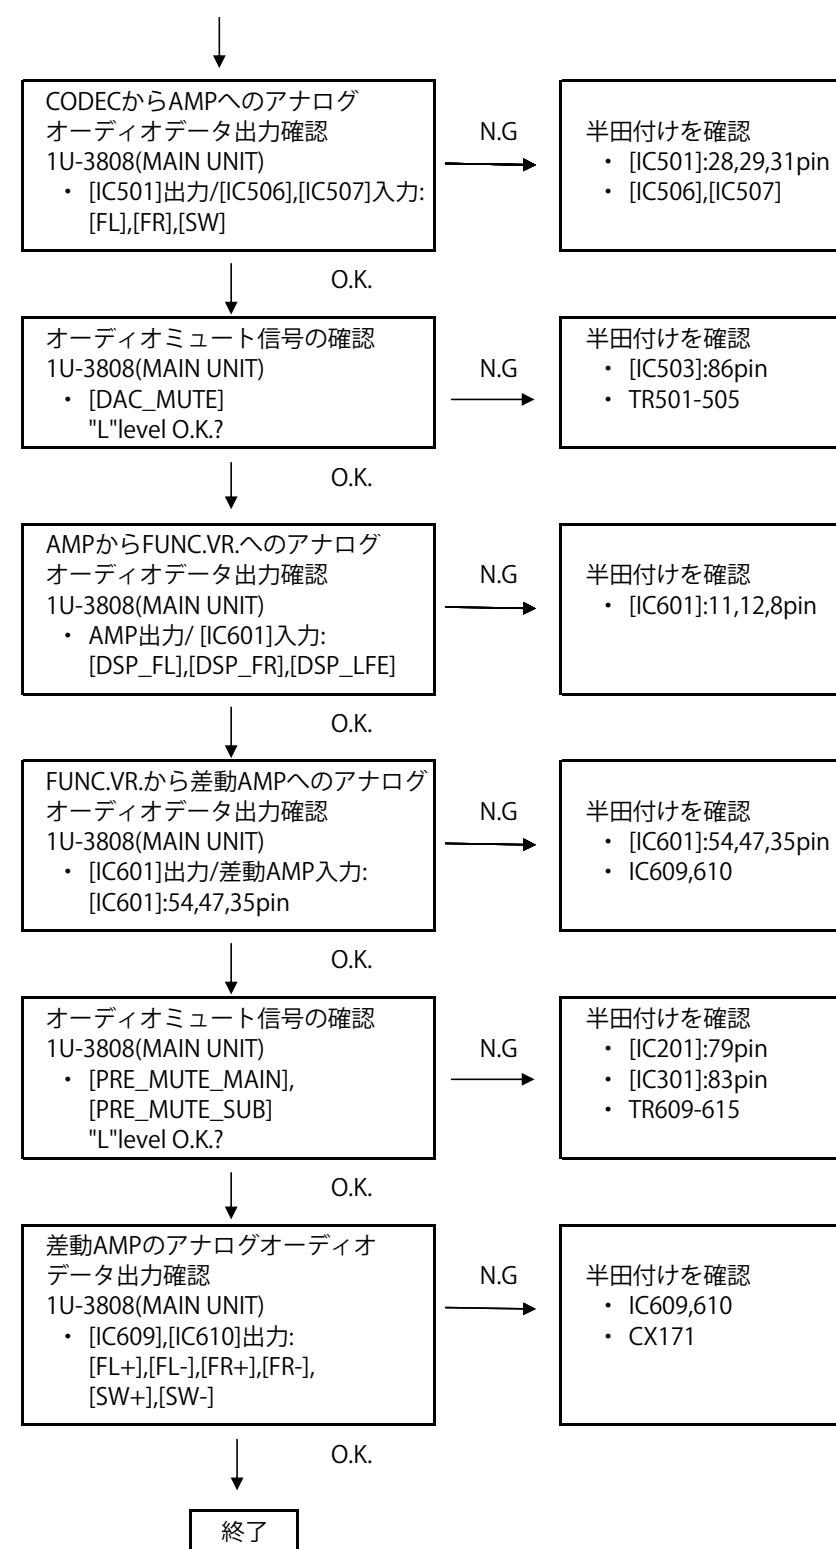 CODECからAMPへのアナログ
オーディオデータ出力確認
1U-3808(MAIN UNIT)
・ [IC501]出力/[IC506],[IC507]入力:
[FL],[FR],[SW]
N.G
半田付けを確認
・ [IC501]:28,29,31pin
・ [IC506],[IC507]
O.K.
オーディオミュート信号の確認
1U-3808(MAIN UNIT)
・ [DAC_MUTE]
"L"level O.K.?
N.G
半田付けを確認
・ [IC503]:86pin
・ TR501-505
O.K.
AMPからFUNC.VR.へのアナログ
オーディオデータ出力確認
1U-3808(MAIN UNIT)
・ AMP出力/ [IC601]入力:
[DSP_FL],[DSP_FR],[DSP_LFE]
N.G
半田付けを確認
・ [IC601]:11,12,8pin
O.K.
FUNC.VR.から差動AMPへのアナログ
オーディオデータ出力確認
1U-3808(MAIN UNIT)
・ [IC601]出力/差動AMP入力:
[IC601]:54,47,35pin
N.G
半田付けを確認
・ [IC601]:54,47,35pin
・ IC609,610
O.K.
オーディオミュート信号の確認
1U-3808(MAIN UNIT)
・ [PRE_MUTE_MAIN],
[PRE_MUTE_SUB]
"L"level O.K.?
N.G
半田付けを確認
・ [IC201]:79pin
・ [IC301]:83pin
・ TR609-615
O.K.
差動AMPのアナログオーディオ
データ出力確認
1U-3808(MAIN UNIT)
・ [IC609],[IC610]出力:
[FL+],[FL-],[FR+],[FR-],
[SW+],[SW-]
N.G
半田付けを確認
・ IC609,610
・ CX171
O.K.
終了